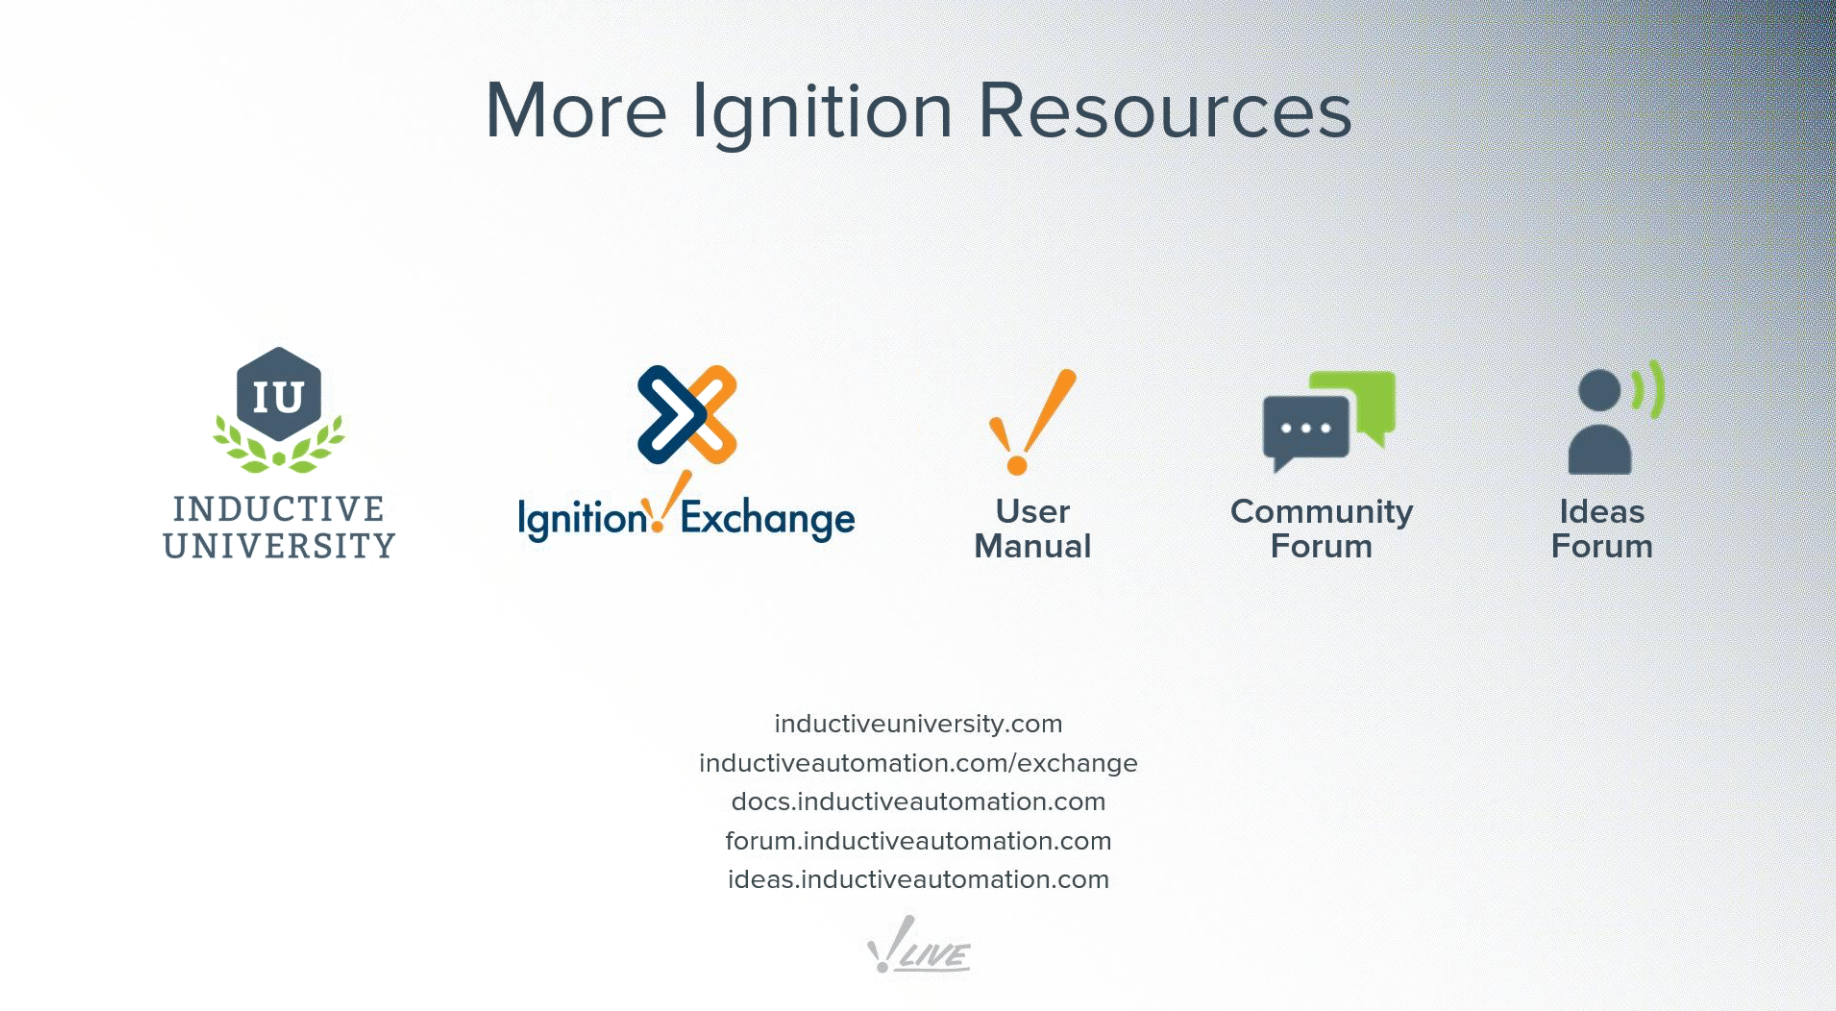 More Ignition Resources
IU
INDUCTIVE
UNIVERSITY
Ignition! Exchange
User
Manual
Community
Forum
Ideas
Forum
inductiveuniversity.com
inductiveautomation.com/exchange
docs.inductiveautomation.com
forum.inductiveautomation.com
ideas.inductiveautomation.com
LIVE